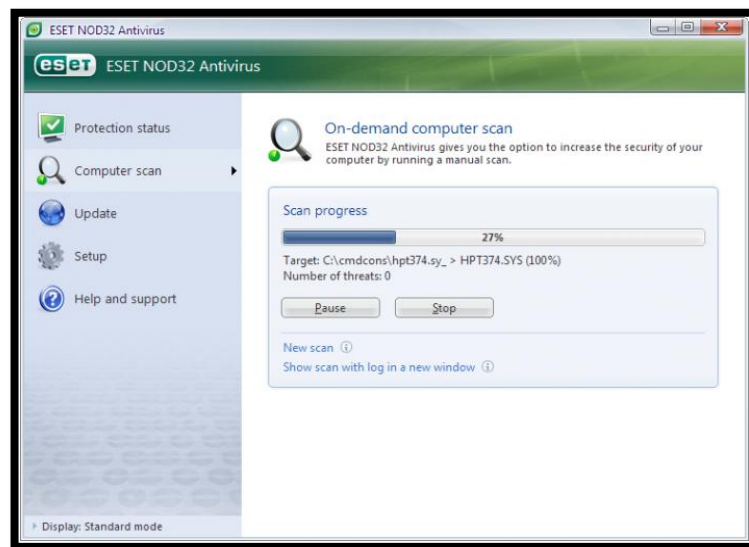 ESET NOD32 Antivirus
eset ESET NOD32 Antivirus
Protection status
Computer scan
Update
Setup
Help and support
Display: Standard mode
On-demand computer scan
ESET NOD32 Antivirus gives you the option to increase the security of your
computer by running a manual scan.
Scan progress
27%
Target: C:\cmdcons\hpt374.sy_ > HPT374.SYS (100%)
Number of threats: 0
Pause Stop
New scan
Show scan with log in a new window